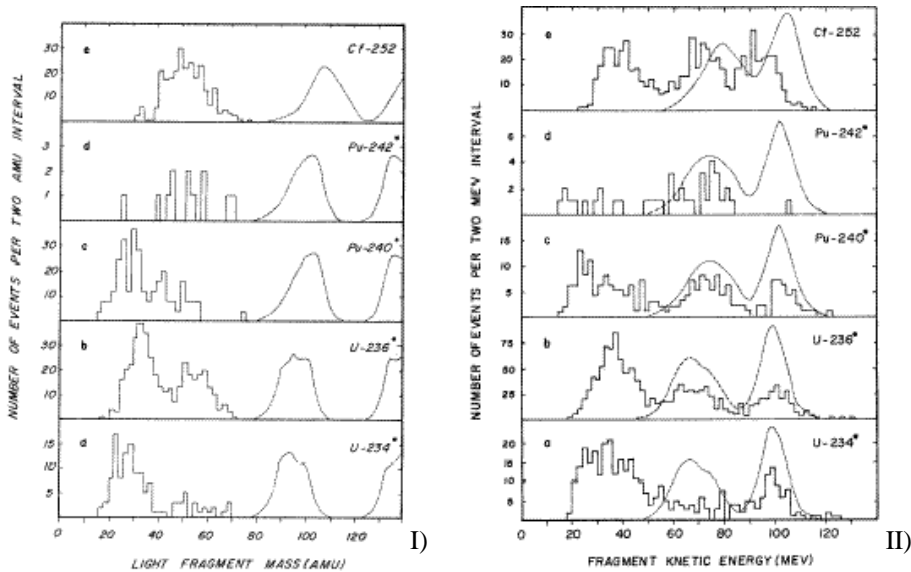 NUMBER OF EVENTS PER TWO AMU INTERVAL
e
Cf-252
30
20
10
d
Pu-242*
3
2
1
c
Pu-240*
30
20
10
b
U-236*
30
20
10
a
U-234*
15
10
5
0 20 40 60 80 100 120
LIGHT FRAGMENT MASS (AMU)
I)
NUMBER OF EVENTS PER TWO MEV INTERVAL
e
Cf-252
30
20
10
d
Pu-242*
6
4
2
c
Pu-240*
15
10
5
b
U-236*
75
50
25
a
U-234*
20
15
10
5
0 20 40 60 80 100 120
FRAGMENT KNETIC ENERGY (MEV)
II)